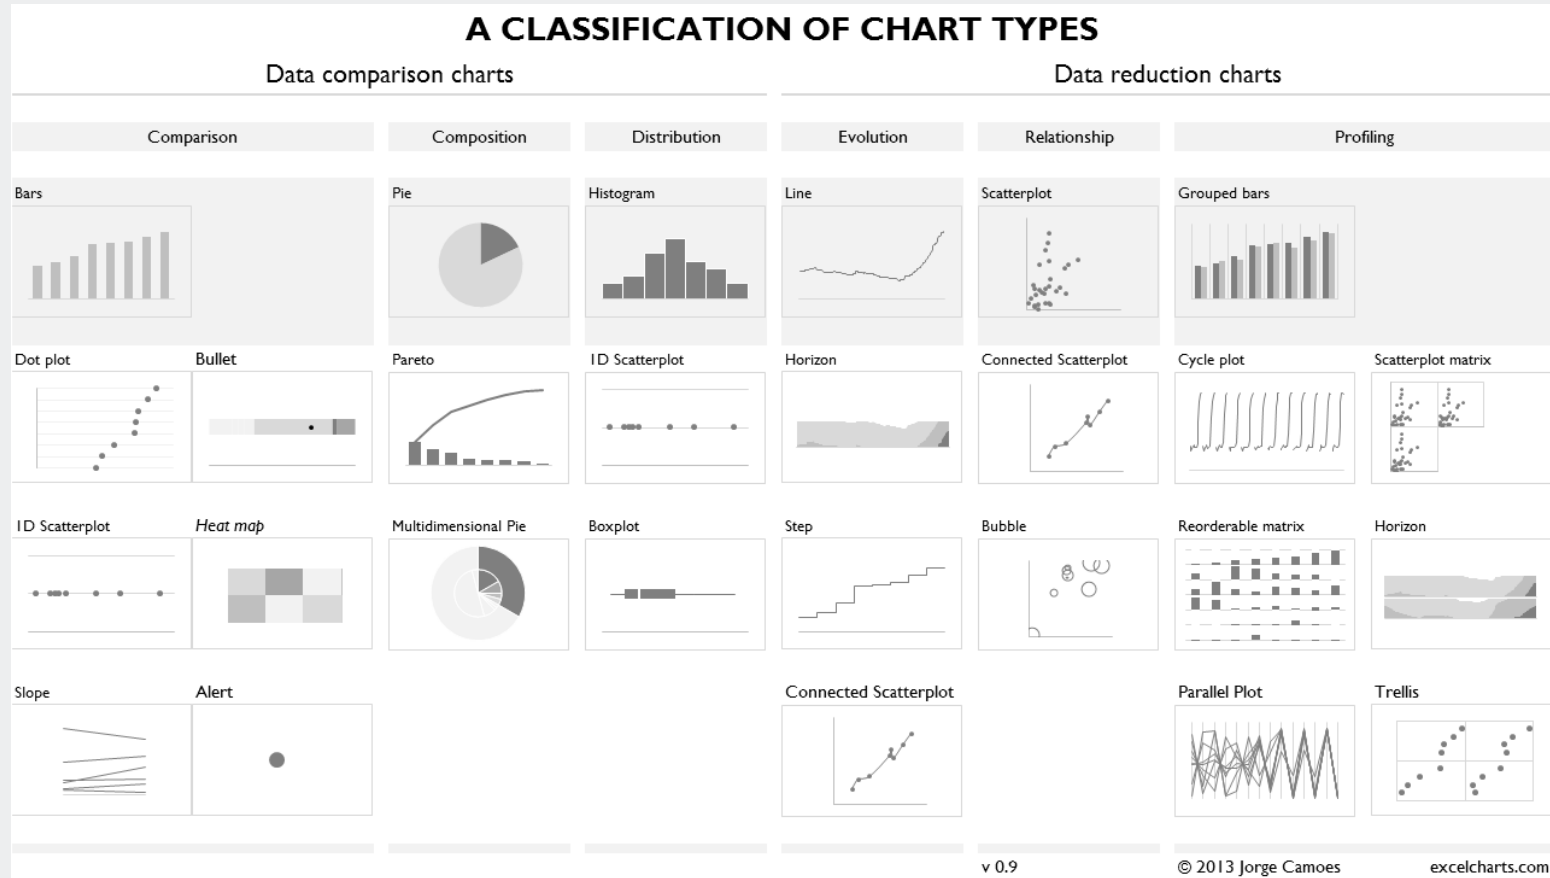 A CLASSIFICATION OF CHART TYPES
Data comparison charts
Data reduction charts
Comparison
Composition
Distribution
Evolution
Relationship
Profiling
Bars
Pie
Histogram
Line
Scatterplot
Grouped bars
Dot plot
Bullet
Pareto
1D Scatterplot
Horizon
Connected Scatterplot
Cycle plot
Scatterplot matrix
1D Scatterplot
Heat map
Multidimensional Pie
Boxplot
Step
Bubble
Reorderable matrix
Horizon
Slope
Alert
Connected Scatterplot
Parallel Plot
Trellis
v 0.9
© 2013 Jorge Camoes
excelcharts.com